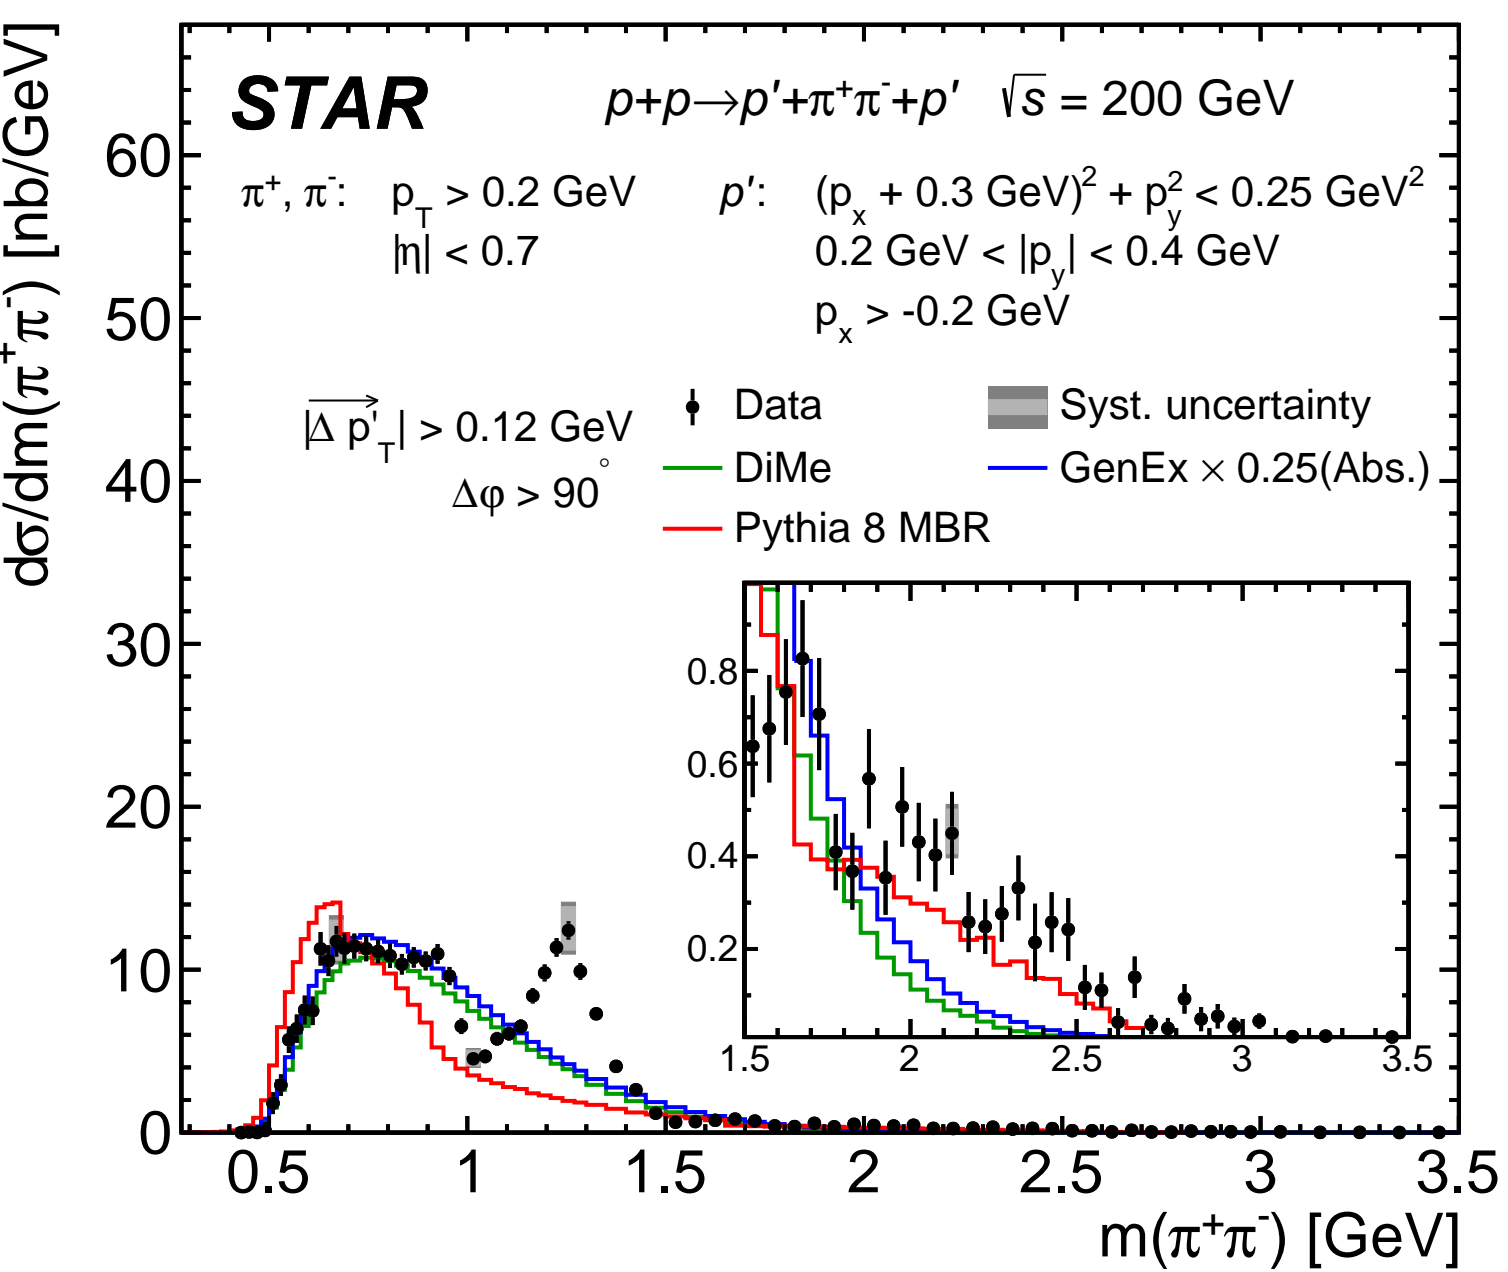 dσ/dm(π⁺π⁻) [nb/GeV]
STAR
p+p→p′+π⁺π⁻+p′ √s = 200 GeV
π⁺, π⁻: p_T > 0.2 GeV
|η| < 0.7
p′: (p_x + 0.3 GeV)² + p_y² < 0.25 GeV²
0.2 GeV < |p_y| < 0.4 GeV
p_x > -0.2 GeV
|Δ p'_T| > 0.12 GeV
Δφ > 90°
Data
Syst. uncertainty
DiMe
GenEx × 0.25(Abs.)
Pythia 8 MBR
60
50
40
30
20
10
0
0.5 1 1.5 2 2.5 3 3.5
0.8
0.6
0.4
0.2
1.5 2 2.5 3 3.5
m(π⁺π⁻) [GeV]